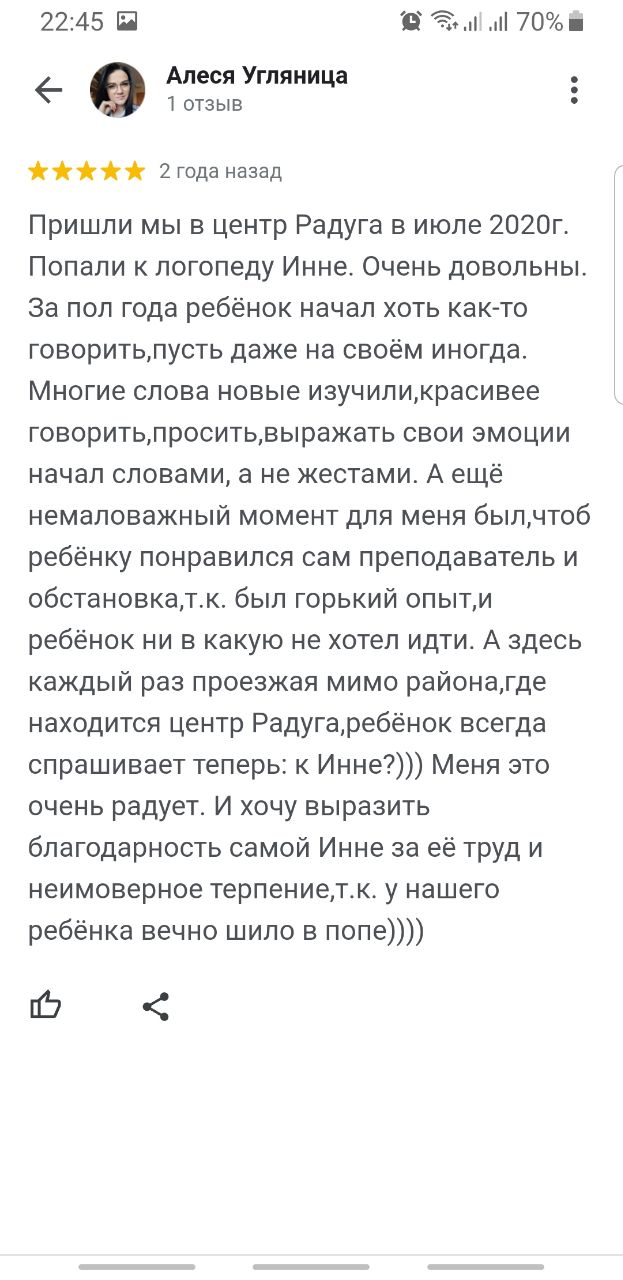 22:45 70%
Алеся Угляница
1 отзыв
2 года назад
Пришли мы в центр Радуга в июле 2020г.
Попали к логопеду Инне. Очень довольны.
За пол года ребёнок начал хоть как-то
говорить,пусть даже на своём иногда.
Многие слова новые изучили,красивее
говорить,просить,выражать свои эмоции
начал словами, а не жестами. А ещё
немаловажный момент для меня был,чтоб
ребёнку понравился сам преподаватель и
обстановка,т.к. был горький опыт,и
ребёнок ни в какую не хотел идти. А здесь
каждый раз проезжая мимо района,где
находится центр Радуга,ребёнок всегда
спрашивает теперь: к Инне?))) Меня это
очень радует. И хочу выразить
благодарность самой Инне за её труд и
неимоверное терпение,т.к. у нашего
ребёнка вечно шило в попе))))